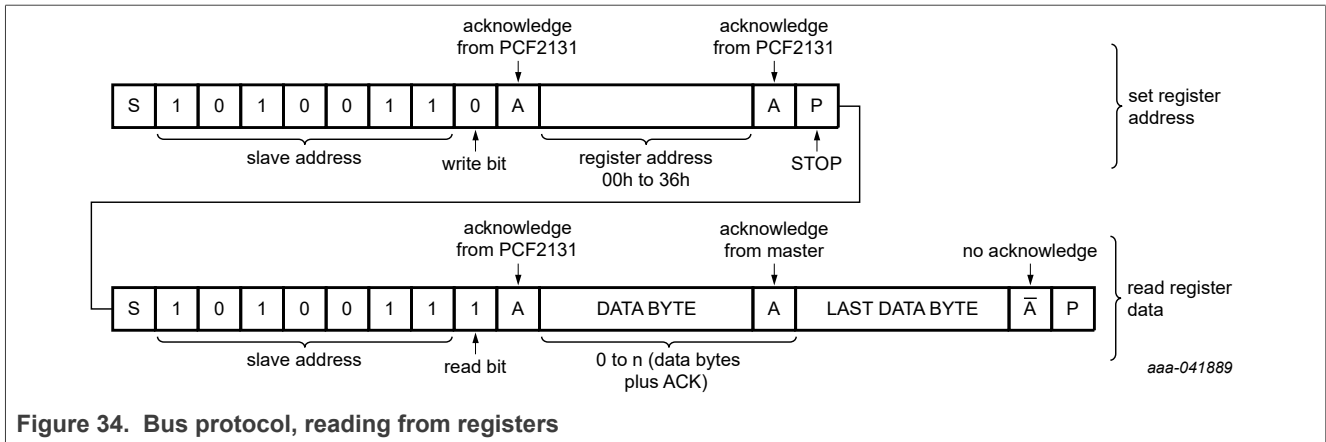 acknowledge
from PCF2131
acknowledge
from PCF2131
S 1 0 1 0 0 1 1 0 A A P
set register
address
slave address
write bit
register address
00h to 36h
STOP
acknowledge
from PCF2131
acknowledge
from master
no acknowledge
S 1 0 1 0 0 1 1 1 A DATA BYTE A LAST DATA BYTE A̅ P
read register
data
slave address
read bit
0 to n (data bytes
plus ACK)
aaa-041889
Figure 34. Bus protocol, reading from registers